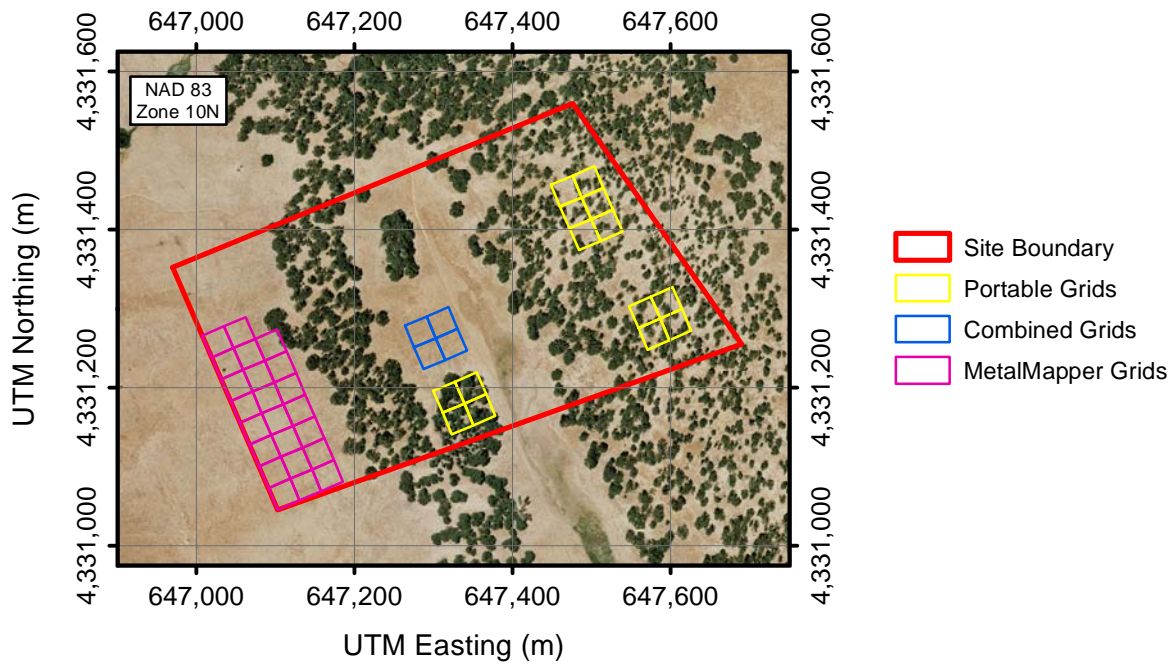 647,000 647,200 647,400 647,600
4,331,600 4,331,600
NAD 83
Zone 10N
4,331,400 4,331,400
4,331,200 4,331,200
4,331,000 4,331,000
UTM Northing (m)
647,000 647,200 647,400 647,600
UTM Easting (m)
Site Boundary
Portable Grids
Combined Grids
MetalMapper Grids